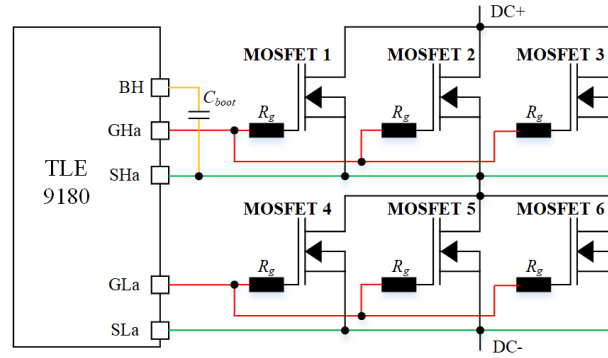 DC+
MOSFET 1
MOSFET 2
MOSFET 3
BH
C_boot
GHa
R_g
R_g
R_g
TLE
9180
SHa
MOSFET 4
MOSFET 5
MOSFET 6
R_g
R_g
R_g
GLa
SLa
DC-